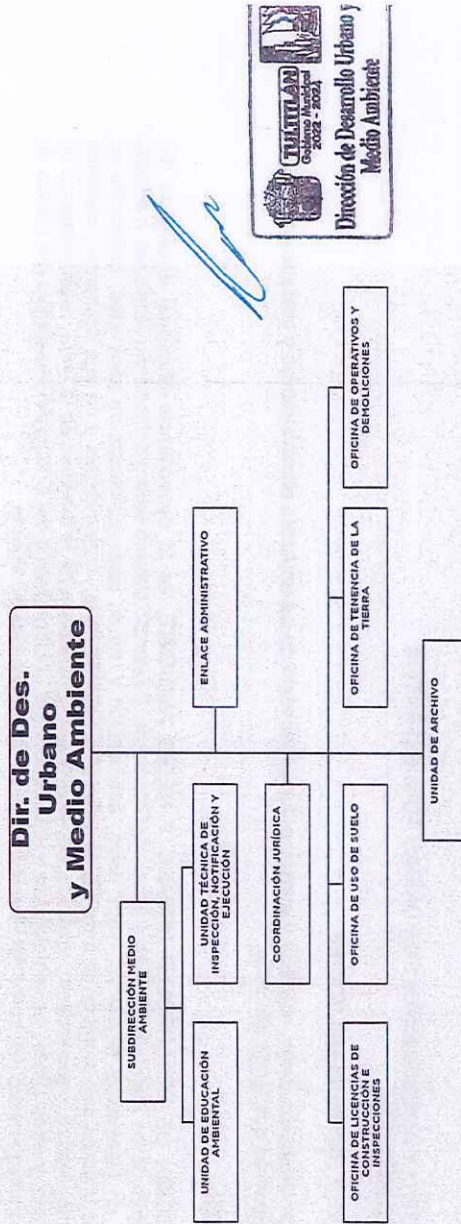 Dir. de Des.
Urbano
y Medio Ambiente
SUBDIRECCIÓN MEDIO
AMBIENTE
ENLACE ADMINISTRATIVO
UNIDAD DE EDUCACIÓN
AMBIENTAL
UNIDAD TÉCNICA DE
INSPECCIÓN, NOTIFICACIÓN Y
EJECUCIÓN
COORDINACIÓN JURÍDICA
OFICINA DE LICENCIAS DE
CONSTRUCCIÓN E
INSPECCIONES
OFICINA DE USO DE SUELO
OFICINA DE TENENCIA DE LA
TIERRA
OFICINA DE OPERATIVOS Y
DEMOLICIONES
UNIDAD DE ARCHIVO
TULTITLÁN
Gobierno Municipal
2022 - 2024
Dirección de Desarrollo Urbano y
Medio Ambiente